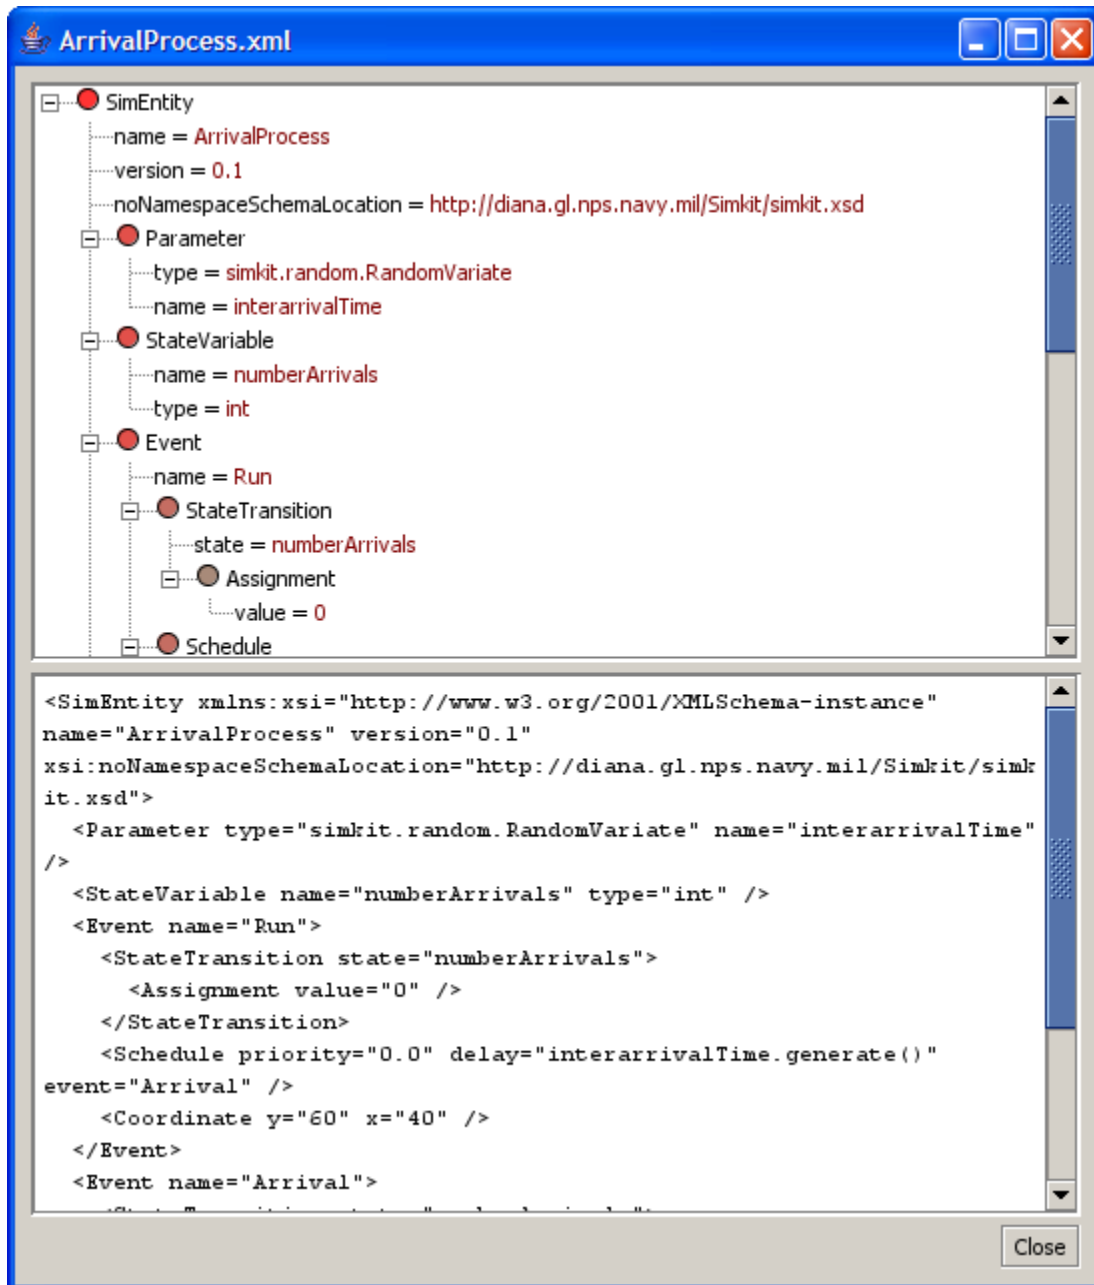 ArrivalProcess.xml
SimEntity
name = ArrivalProcess
version = 0.1
noNamespaceSchemaLocation = http://diana.gl.nps.navy.mil/Simkit/simkit.xsd
Parameter
type = simkit.random.RandomVariate
name = interarrivalTime
StateVariable
name = numberArrivals
type = int
Event
name = Run
StateTransition
state = numberArrivals
Assignment
value = 0
Schedule
<SimEntity xmlns:xsi="http://www.w3.org/2001/XMLSchema-instance"
name="ArrivalProcess" version="0.1"
xsi:noNamespaceSchemaLocation="http://diana.gl.nps.navy.mil/Simkit/simk
it.xsd">
<Parameter type="simkit.random.RandomVariate" name="interarrivalTime"
/>
<StateVariable name="numberArrivals" type="int" />
<Event name="Run">
<StateTransition state="numberArrivals">
<Assignment value="0" />
</StateTransition>
<Schedule priority="0.0" delay="interarrivalTime.generate()"
event="Arrival" />
<Coordinate y="60" x="40" />
</Event>
<Event name="Arrival">
Close